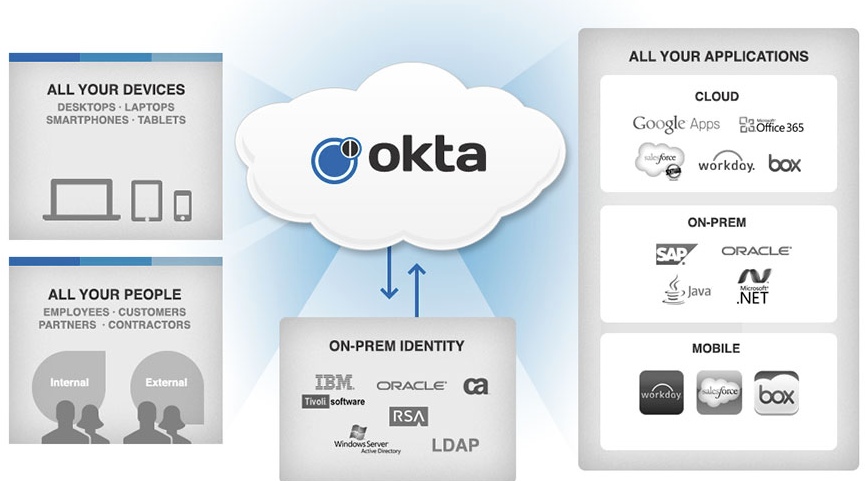 ALL YOUR DEVICES
DESKTOPS · LAPTOPS
SMARTPHONES · TABLETS
ALL YOUR PEOPLE
EMPLOYEES · CUSTOMERS
PARTNERS · CONTRACTORS
Internal
External
okta
ON-PREM IDENTITY
IBM.
Tivoli software
ORACLE®
ca
RSA
Windows Server
Active Directory
LDAP
ALL YOUR APPLICATIONS
CLOUD
Google Apps
Microsoft
Office 365
salesforce
workday.
box
ON-PREM
SAP
ORACLE®
Java
Microsoft®
.NET
MOBILE
workday
salesforce
box